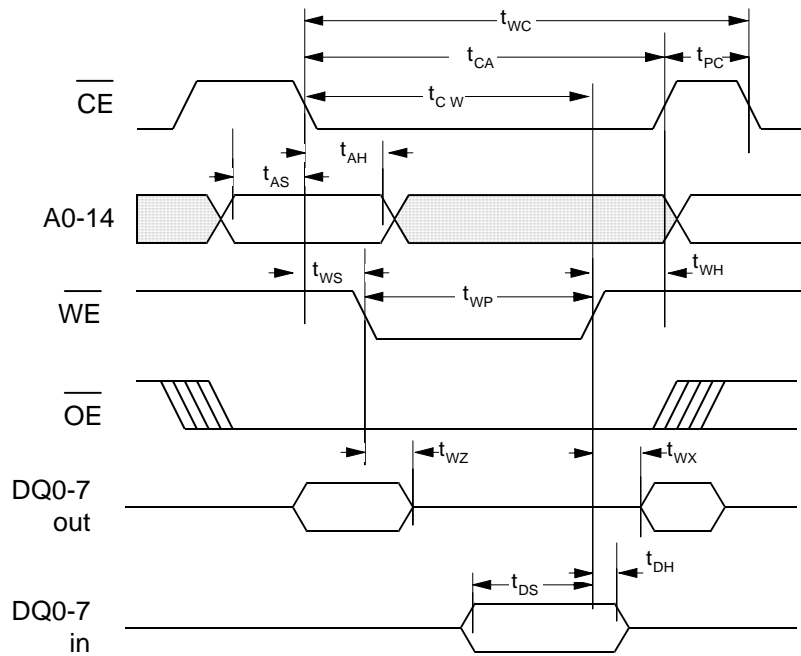 tWC
tCA
tPC
CE
tC W
tAH
tAS
A0-14
tWS
tWH
WE
tWP
OE
tWZ
tWX
DQ0-7
out
tDH
tDS
DQ0-7
in